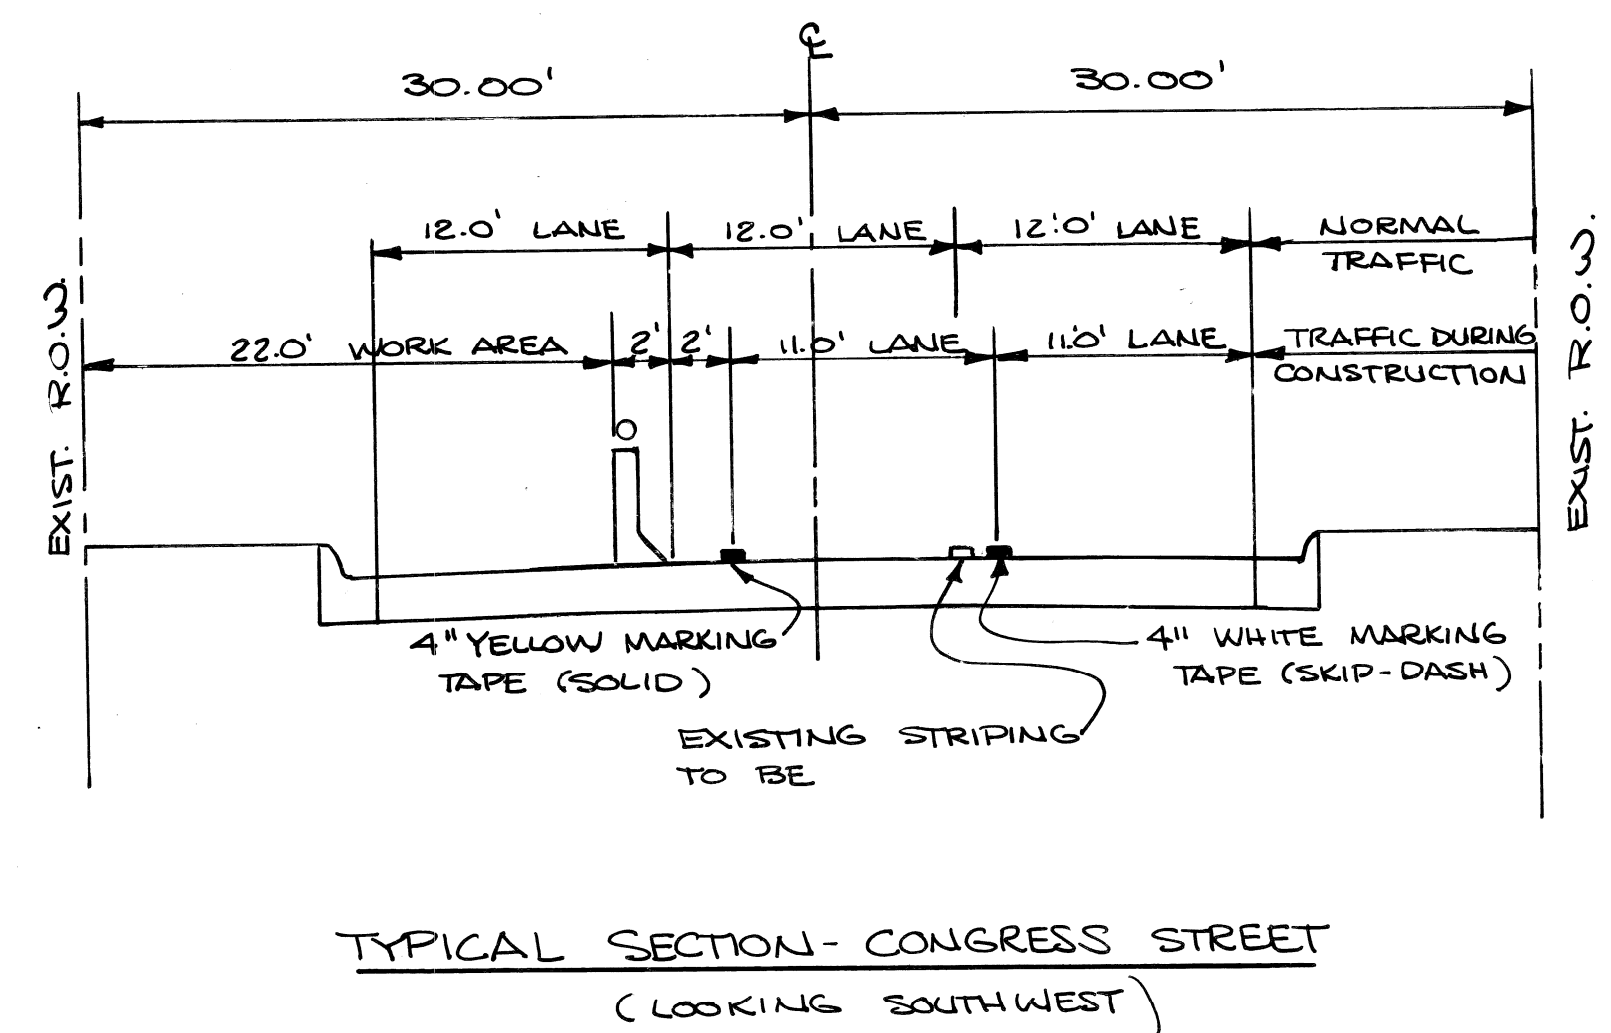 ℄
30.00' 30.00'
12.0' LANE 12.0' LANE 12.0' LANE NORMAL
TRAFFIC
22.0' WORK AREA 2' 2' 11.0' LANE 11.0' LANE TRAFFIC DURING
CONSTRUCTION
EXIST. R.O.W.
EXIST. R.O.W.
4" YELLOW MARKING
TAPE (SOLID)
4" WHITE MARKING
TAPE (SKIP-DASH)
EXISTING STRIPING
TO BE
TYPICAL SECTION - CONGRESS STREET
(LOOKING SOUTHWEST)